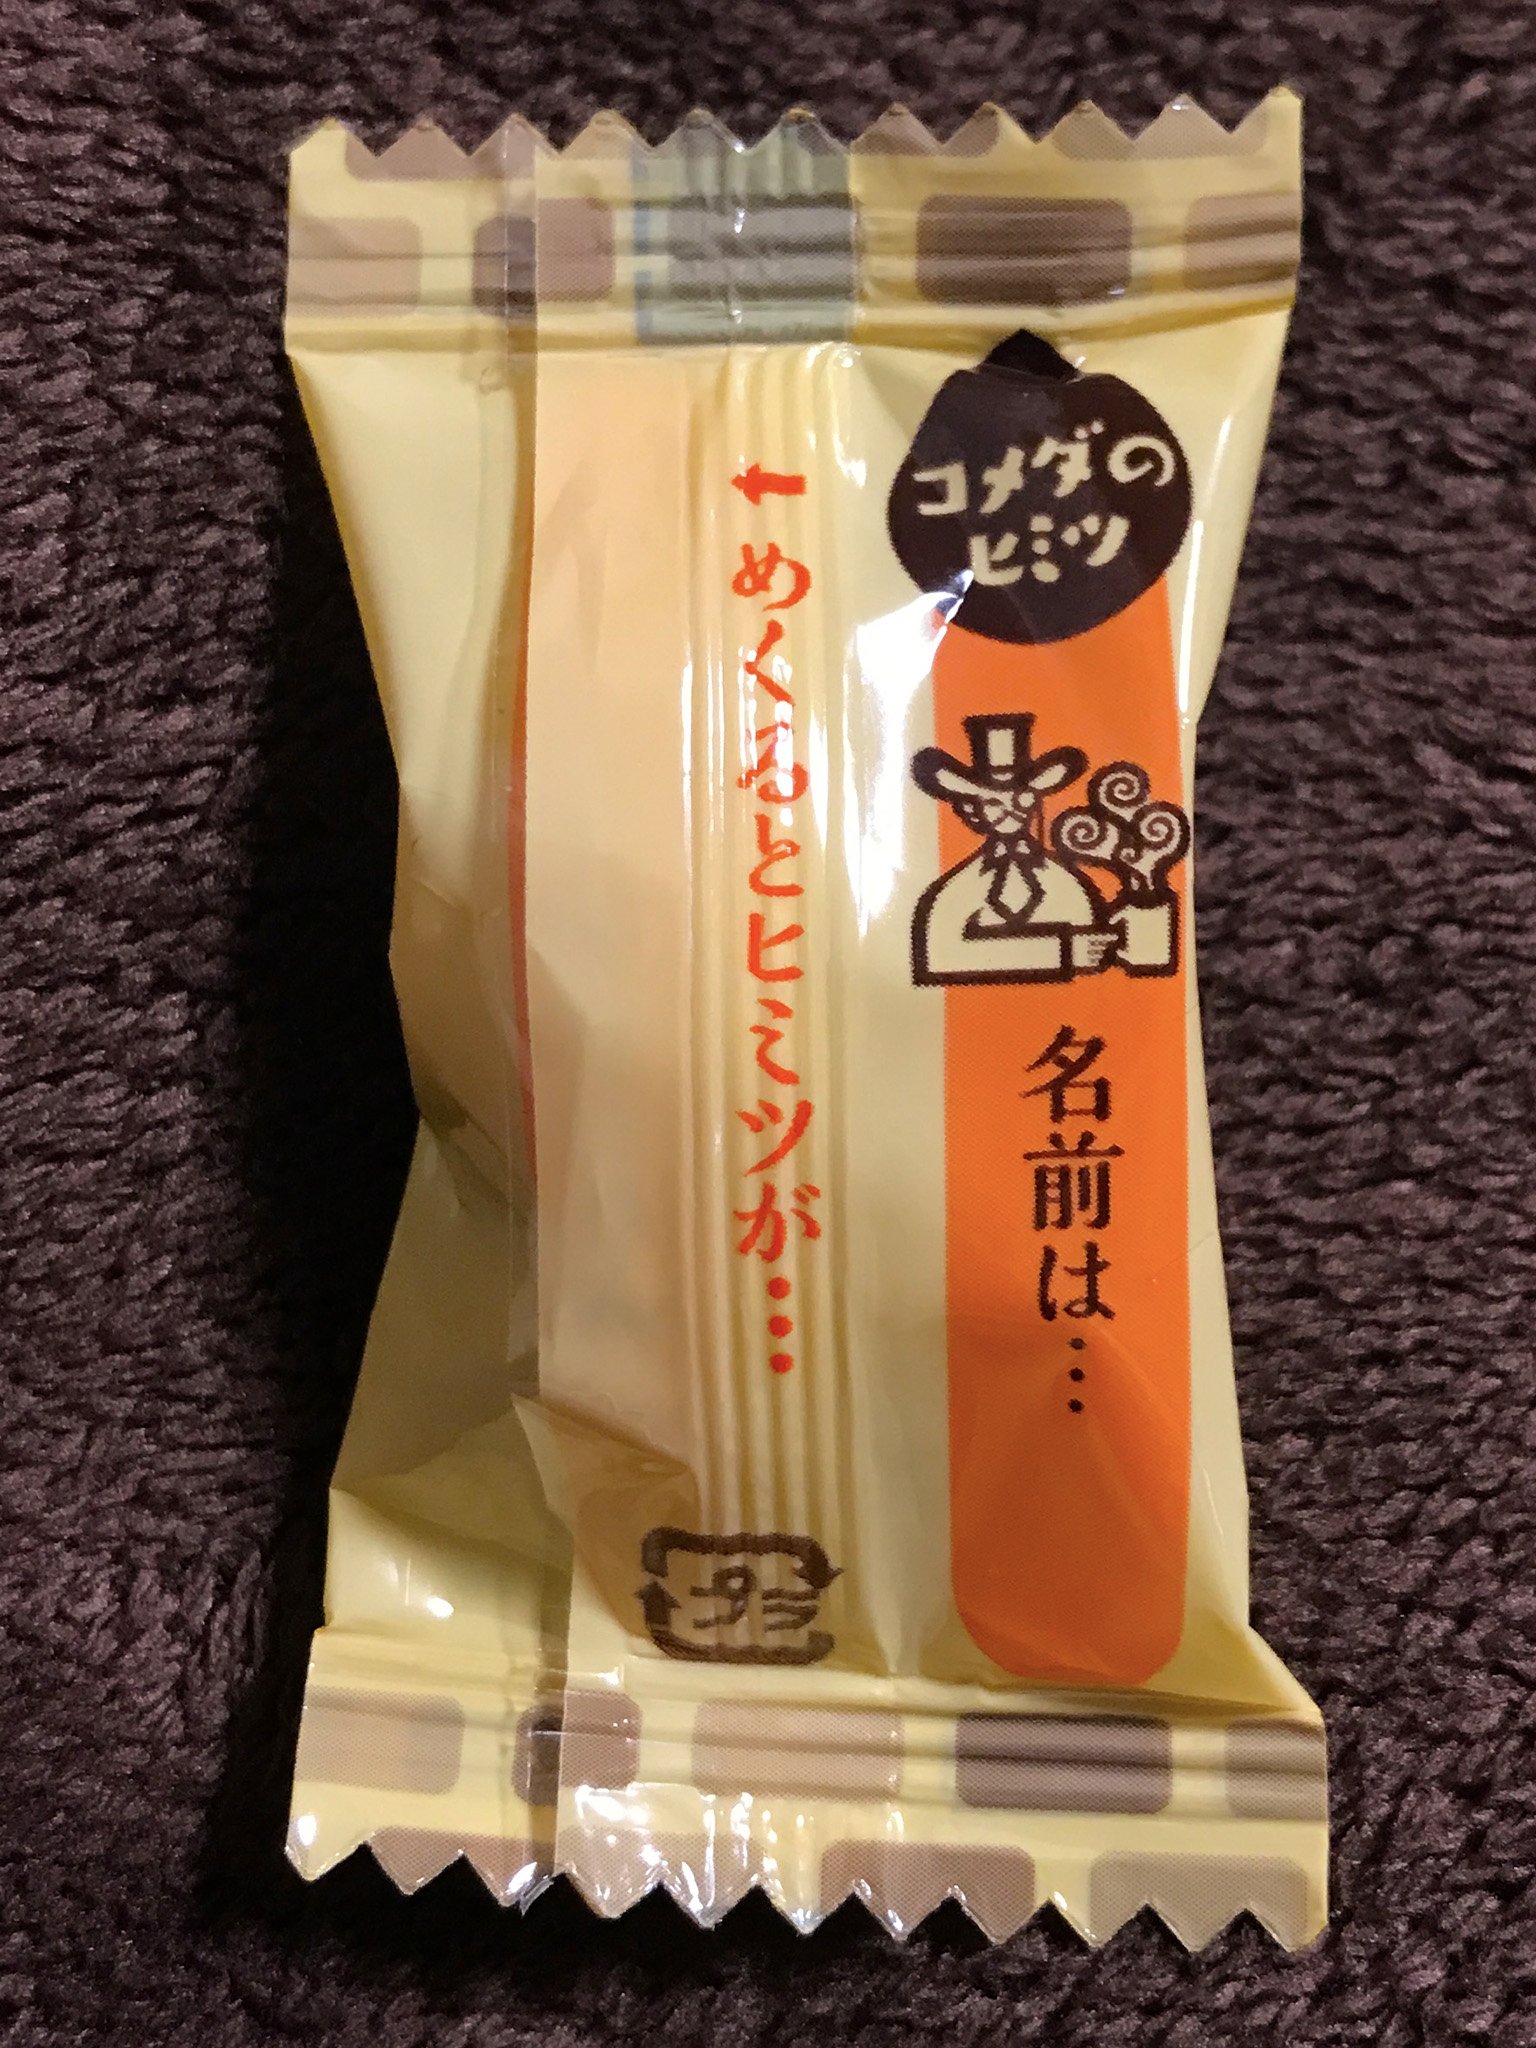 コメダの
ヒミツ
名前は…
↑めくるとヒミツが…
プラ